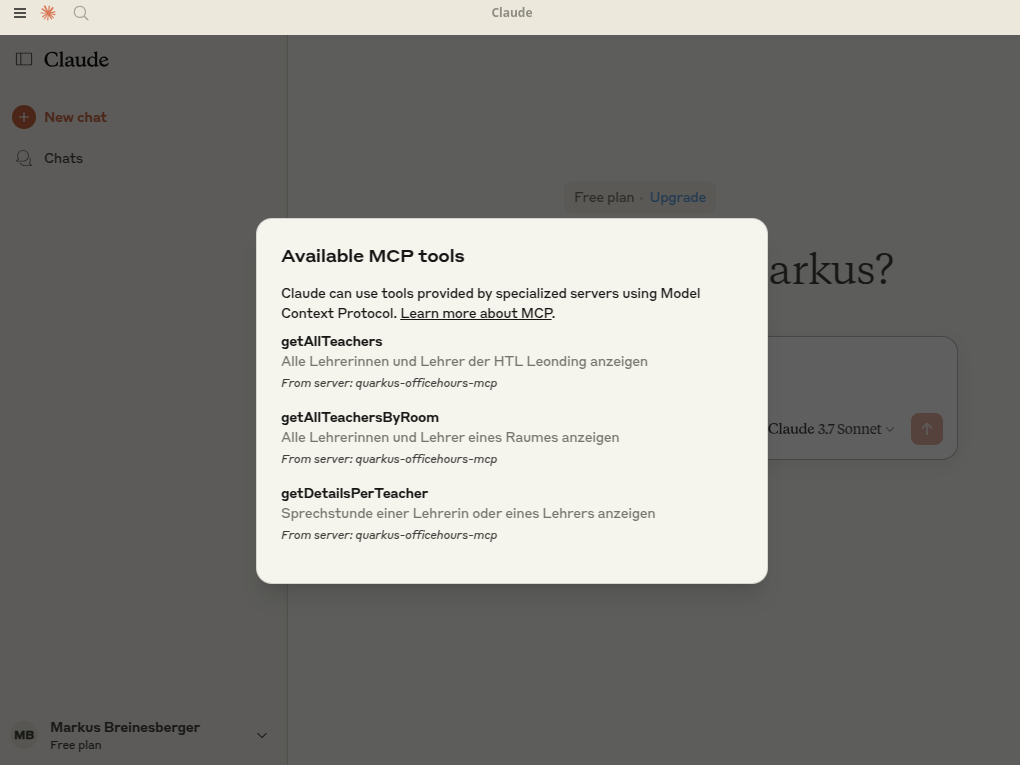 Claude
Claude
New chat
Chats
Free plan · Upgrade
arkus?
Available MCP tools
Claude can use tools provided by specialized servers using Model
Context Protocol. Learn more about MCP.
getAllTeachers
Alle Lehrerinnen und Lehrer der HTL Leonding anzeigen
From server: quarkus-officehours-mcp
getAllTeachersByRoom
Alle Lehrerinnen und Lehrer eines Raumes anzeigen
From server: quarkus-officehours-mcp
getDetailsPerTeacher
Sprechstunde einer Lehrerin oder eines Lehrers anzeigen
From server: quarkus-officehours-mcp
Claude 3.7 Sonnet
MB
Markus Breinesberger
Free plan